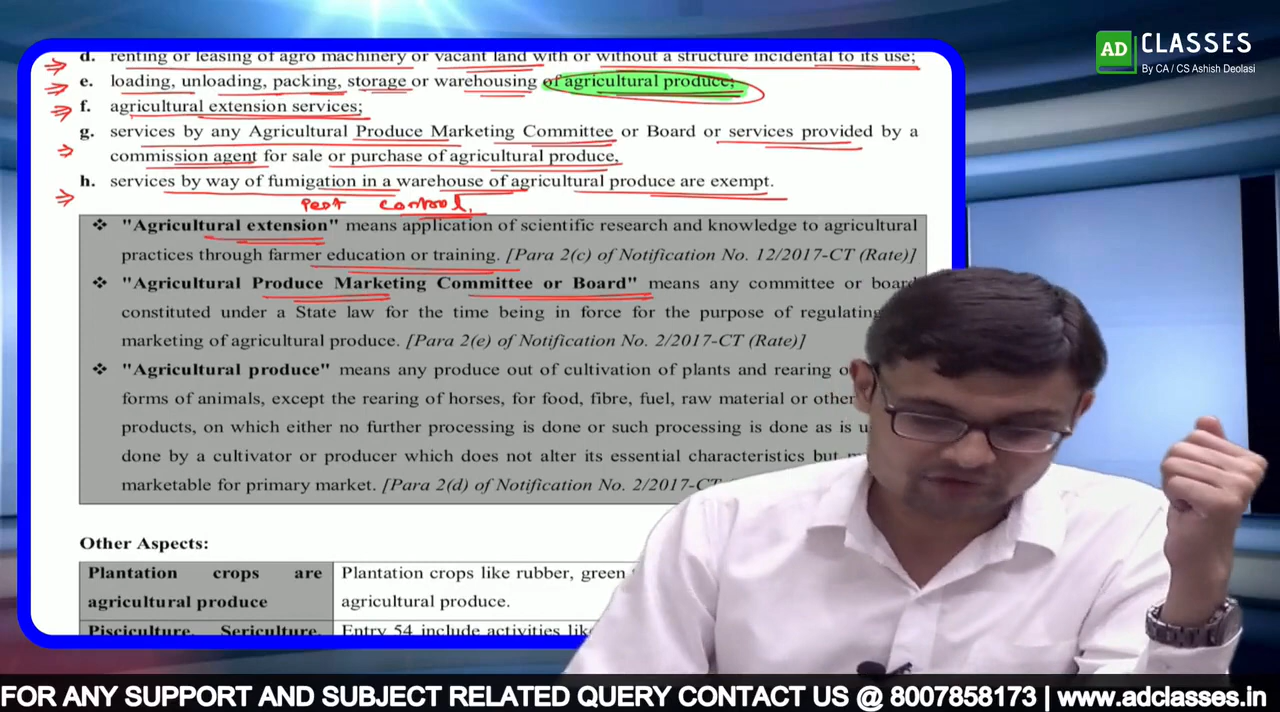 AD CLASSES
By CA / CS Ashish Deolasi
d. renting or leasing of agro machinery or vacant land with or without a structure incidental to its use;
e. loading, unloading, packing, storage or warehousing of agricultural produce;
f. agricultural extension services;
g. services by any Agricultural Produce Marketing Committee or Board or services provided by a
commission agent for sale or purchase of agricultural produce,
h. services by way of fumigation in a warehouse of agricultural produce are exempt.
Pest control,
❖ "Agricultural extension" means application of scientific research and knowledge to agricultural
practices through farmer education or training. [Para 2(c) of Notification No. 12/2017-CT (Rate)]
❖ "Agricultural Produce Marketing Committee or Board" means any committee or board
constituted under a State law for the time being in force for the purpose of regulating
marketing of agricultural produce. [Para 2(e) of Notification No. 2/2017-CT (Rate)]
❖ "Agricultural produce" means any produce out of cultivation of plants and rearing
forms of animals, except the rearing of horses, for food, fibre, fuel, raw material or other
products, on which either no further processing is done or such processing is done as is
done by a cultivator or producer which does not alter its essential characteristics but
marketable for primary market. [Para 2(d) of Notification No. 2/2017-CT
Other Aspects:
Plantation crops are Plantation crops like rubber, green
agricultural produce agricultural produce.
Pisciculture, Sericulture, Entry 54 include activities
FOR ANY SUPPORT AND SUBJECT RELATED QUERY CONTACT US @ 8007858173 | www.adclasses.in